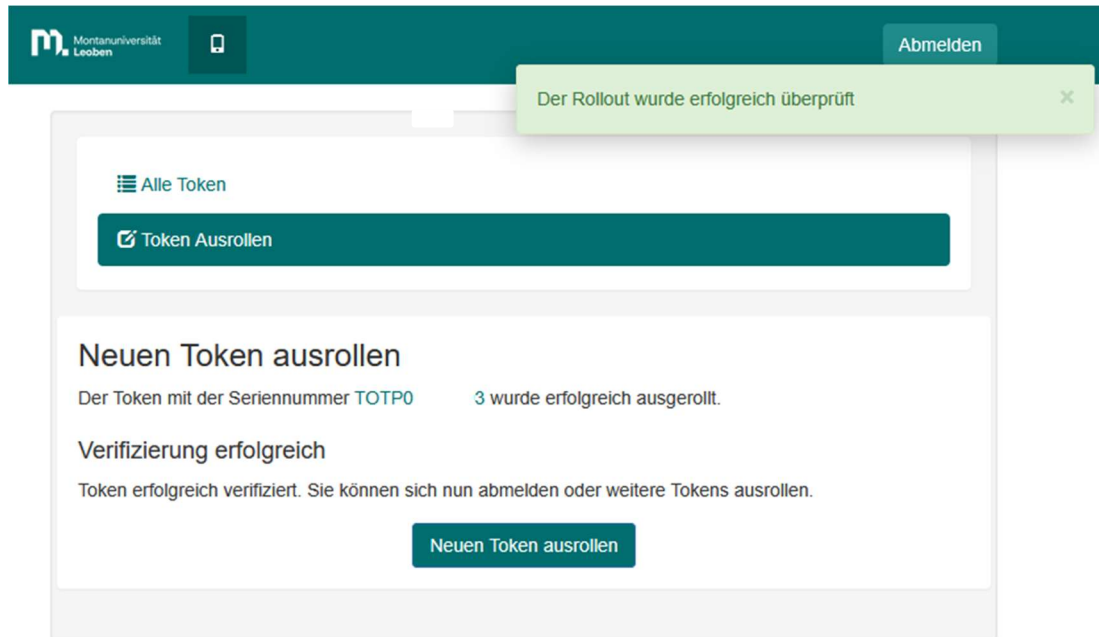 Montanuniversität
Leoben
Abmelden
Der Rollout wurde erfolgreich überprüft ×
Alle Token
Token Ausrollen
Neuen Token ausrollen
Der Token mit der Seriennummer TOTP0 3 wurde erfolgreich ausgerollt.
Verifizierung erfolgreich
Token erfolgreich verifiziert. Sie können sich nun abmelden oder weitere Tokens ausrollen.
Neuen Token ausrollen